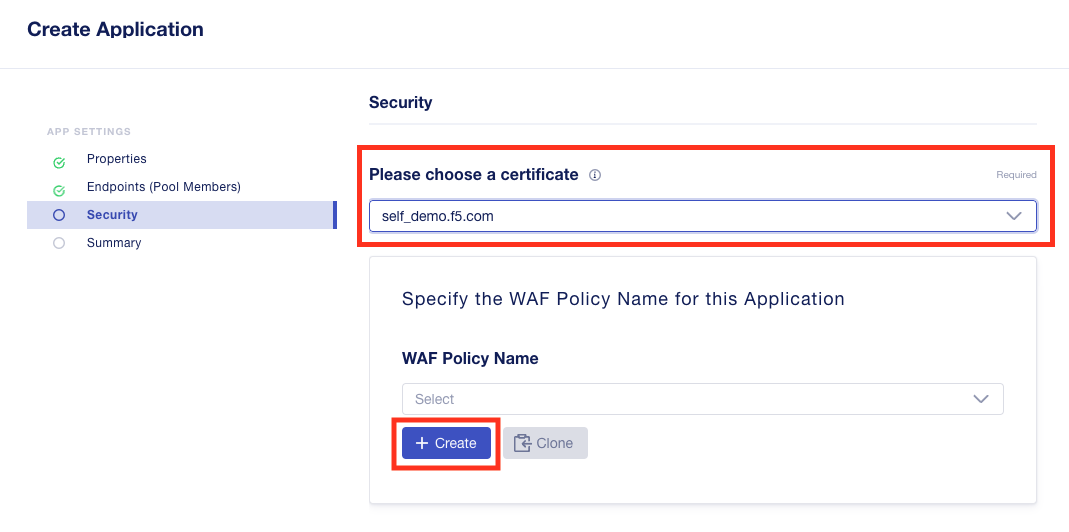 Create Application
APP SETTINGS
Properties
Endpoints (Pool Members)
Security
Summary
Security
Please choose a certificate
Required
self_demo.f5.com
Specify the WAF Policy Name for this Application
WAF Policy Name
Select
+ Create
Clone